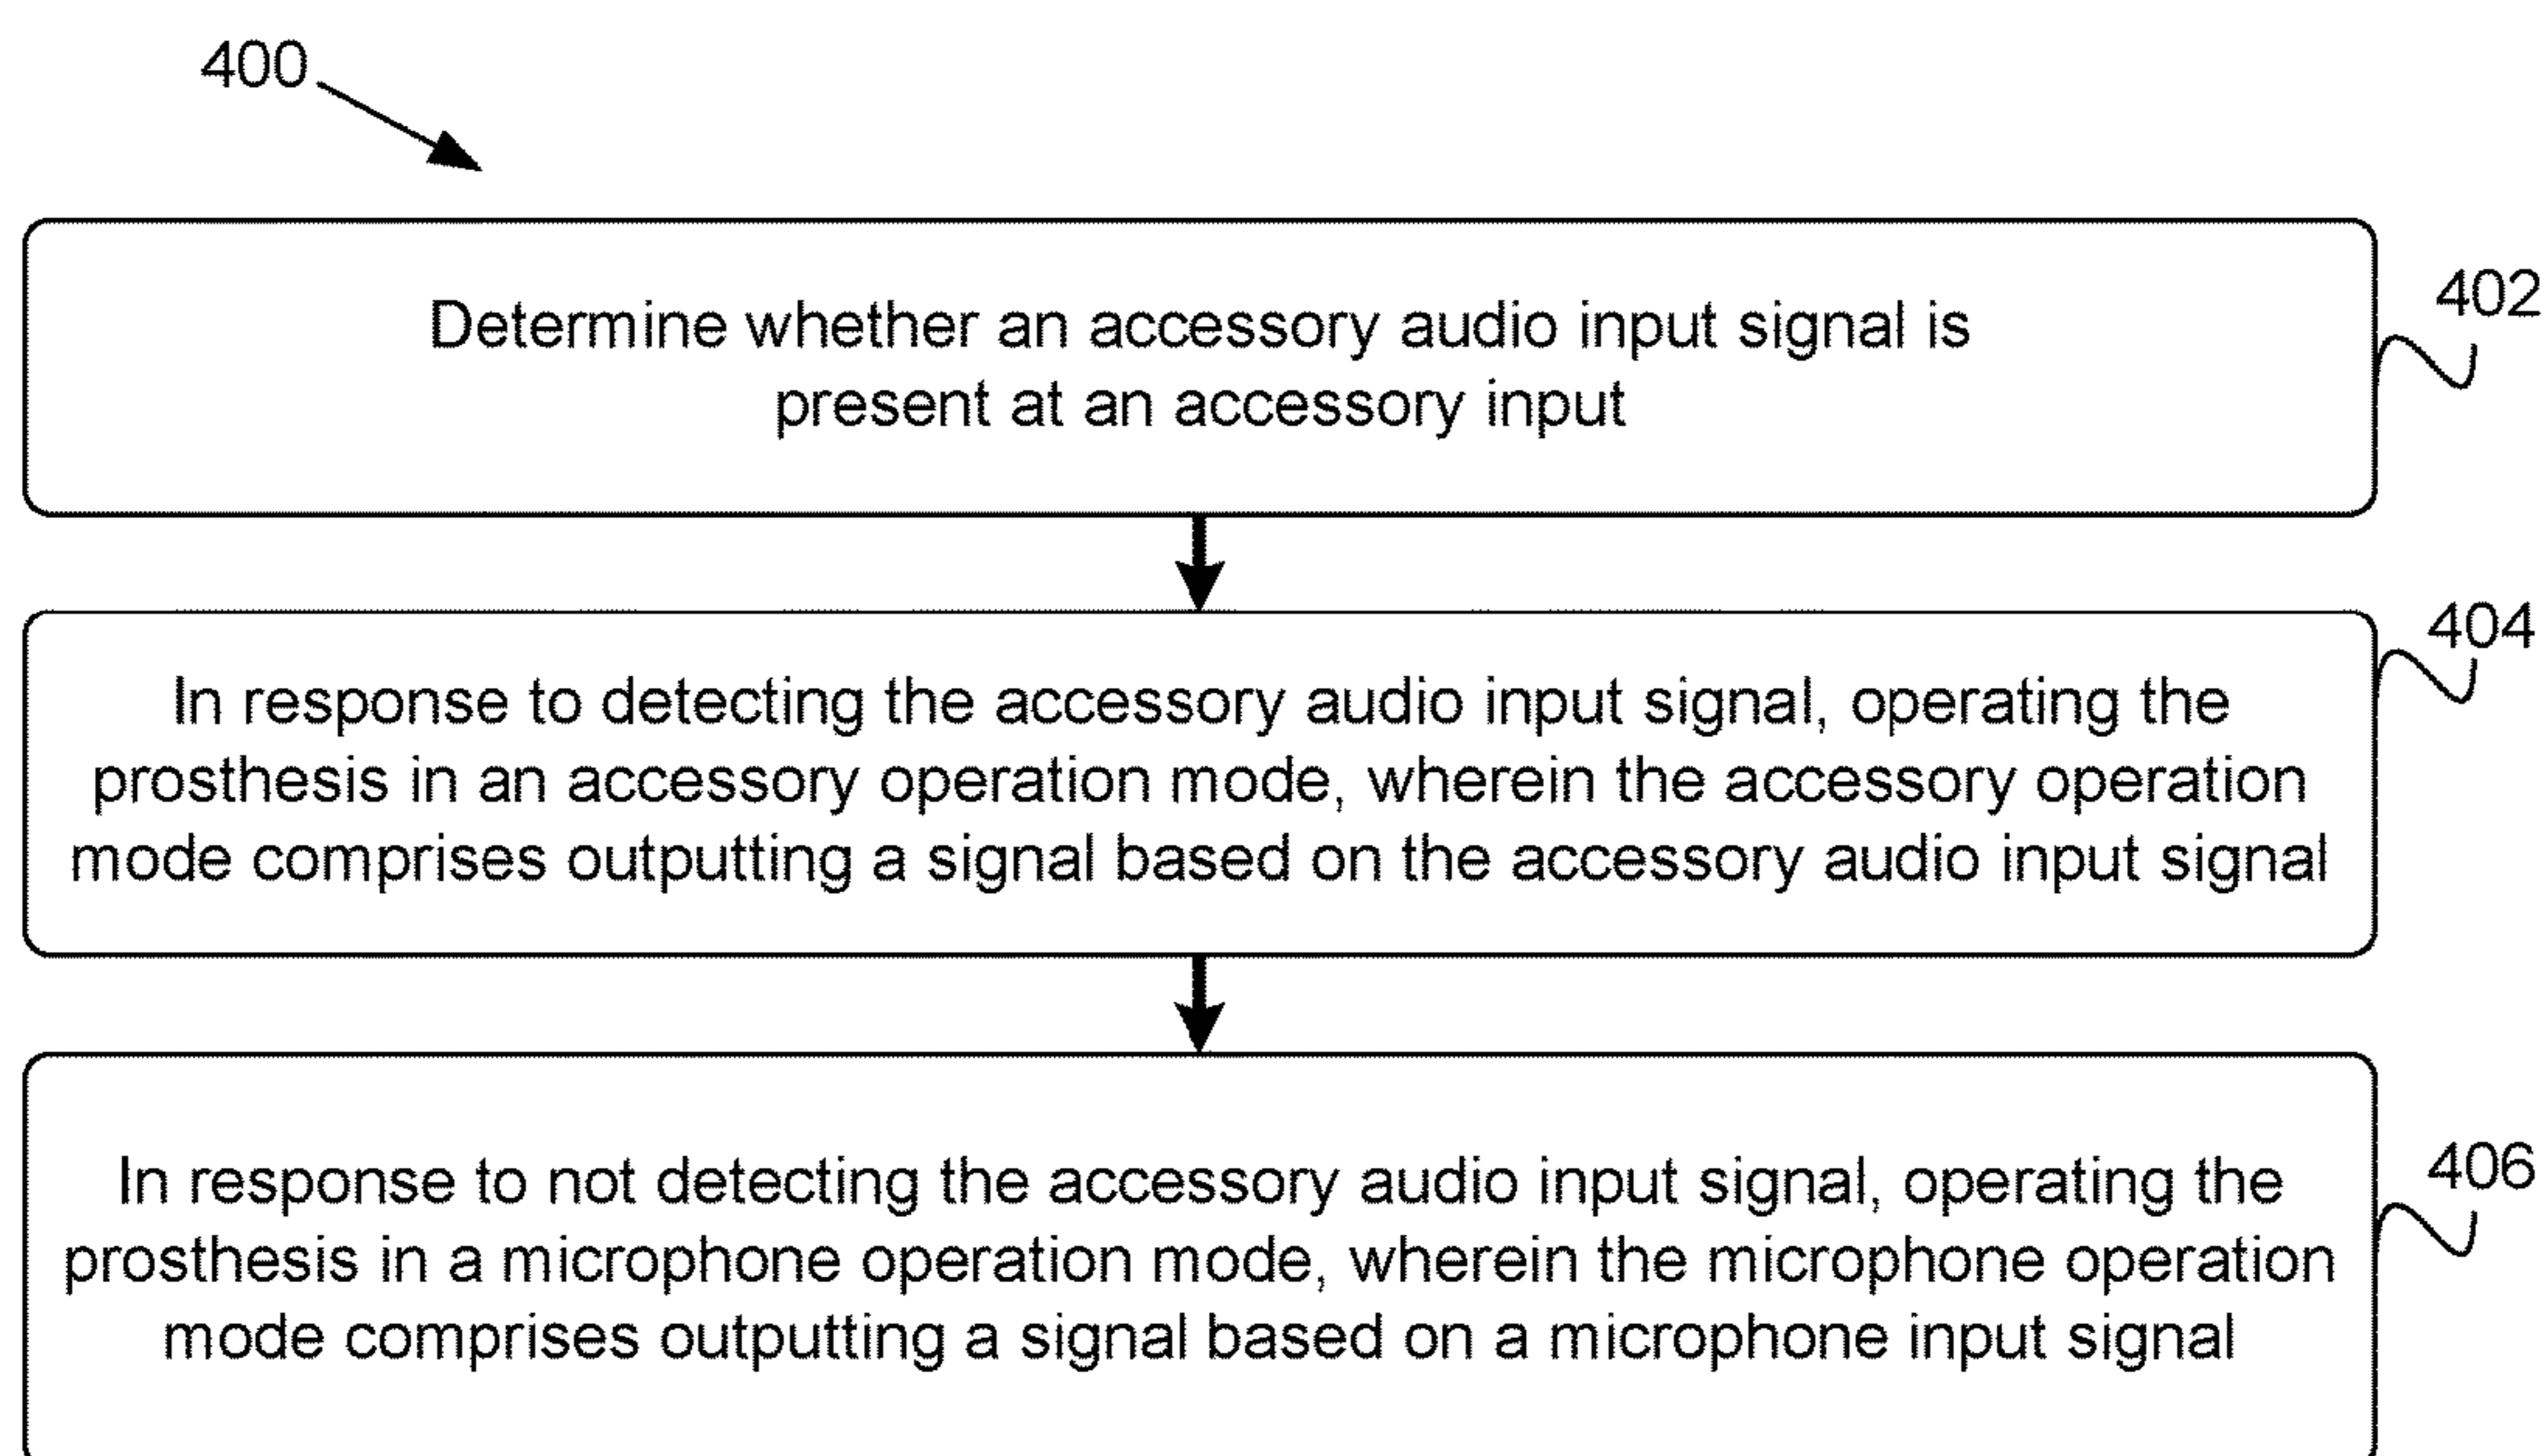 400
402
Determine whether an accessory audio input signal is
present at an accessory input
404
In response to detecting the accessory audio input signal, operating the
prosthesis in an accessory operation mode, wherein the accessory operation
mode comprises outputting a signal based on the accessory audio input signal
406
In response to not detecting the accessory audio input signal, operating the
prosthesis in a microphone operation mode, wherein the microphone operation
mode comprises outputting a signal based on a microphone input signal